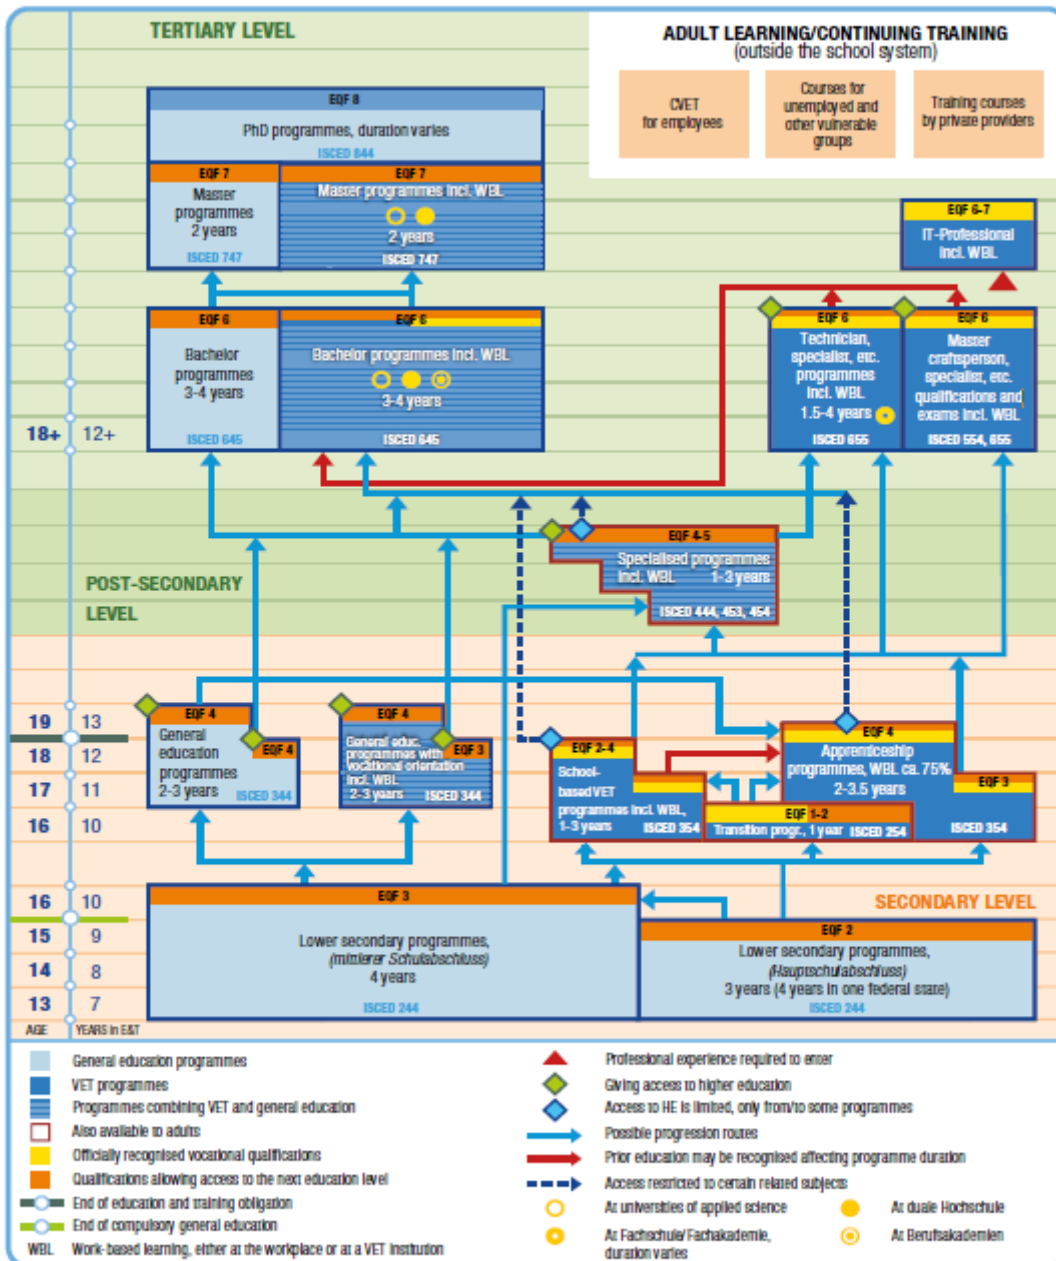 TERTIARY LEVEL
ADULT LEARNING/CONTINUING TRAINING
(outside the school system)
CVET
for employees
Courses for
unemployed and
other vulnerable
groups
Training courses
by private providers
EQF 8
PhD programmes, duration varies
ISCED 844
EQF 7
Master
programmes
2 years
ISCED 747
EQF 7
Master programmes incl. WBL
2 years
ISCED 747
EQF 6-7
IT-Professional
incl. WBL
EQF 6
Bachelor
programmes
3-4 years
ISCED 645
EQF 6
Bachelor programmes incl. WBL
3-4 years
ISCED 645
EQF 6
Technician,
specialist, etc.
programmes
incl. WBL
1.5-4 years
ISCED 655
EQF 6
Master
craftsperson,
specialist, etc.
qualifications and
exams incl. WBL
ISCED 554, 655
18+ 12+
POST-SECONDARY
LEVEL
EQF 4-5
Specialised programmes
incl. WBL 1-3 years
ISCED 444, 453, 454
19 13
18 12
17 11
16 10
EQF 4
General
education
programmes
2-3 years
EQF 4
ISCED 344
EQF 4
General educ.
programmes with
vocational orientation
incl. WBL
2-3 years
EQF 3
ISCED 344
EQF 2-4
School-
based VET
programmes incl. WBL,
1-3 years
ISCED 354
EQF 4
Apprenticeship
programmes, WBL ca. 75%
2-3.5 years
EQF 3
ISCED 354
EQF 1-2
Transition progr., 1 year ISCED 254
SECONDARY LEVEL
16 10
15 9
14 8
13 7
AGE YEARS in E&T
EQF 3
Lower secondary programmes,
(mittlerer Schulabschluss)
4 years
ISCED 244
EQF 2
Lower secondary programmes,
(Hauptschulabschluss)
3 years (4 years in one federal state)
ISCED 244
General education programmes
VET programmes
Programmes combining VET and general education
Also available to adults
Officially recognised vocational qualifications
Qualifications allowing access to the next education level
End of education and training obligation
End of compulsory general education
WBL Work-based learning, either at the workplace or at a VET institution
Professional experience required to enter
Giving access to higher education
Access to HE is limited, only from/to some programmes
Possible progression routes
Prior education may be recognised affecting programme duration
Access restricted to certain related subjects
At universities of applied science
At duale Hochschule
At Fachschule/Fachakademie,
duration varies
At Berufsakademien